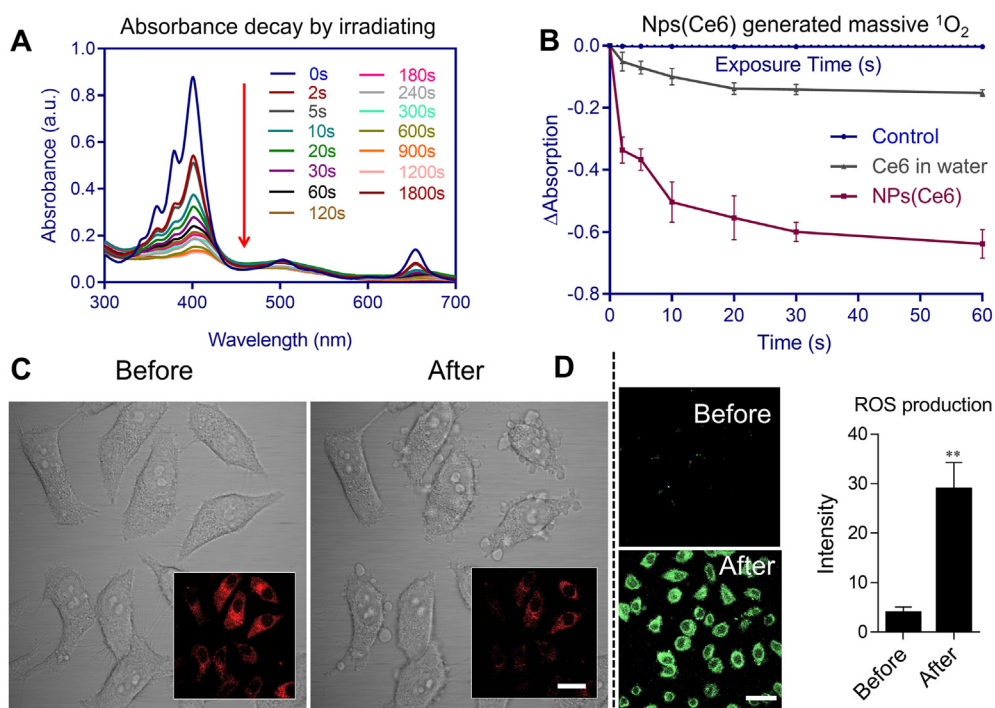 A
Absorbance decay by irradiating
1.0
0.8
0.6
0.4
0.2
0.0
Absrobance (a.u.)
300
400
500
600
700
Wavelength (nm)
0s
2s
5s
10s
20s
30s
60s
120s
180s
240s
300s
600s
900s
1200s
1800s
B
Nps(Ce6) generated massive ¹O₂
0.0
-0.2
-0.4
-0.6
-0.8
ΔAbsorption
Exposure Time (s)
Control
Ce6 in water
NPs(Ce6)
0
10
20
30
40
50
60
Time (s)
C
Before
After
D
Before
After
ROS production
40
30
20
10
0
Intensity
**
Before
After